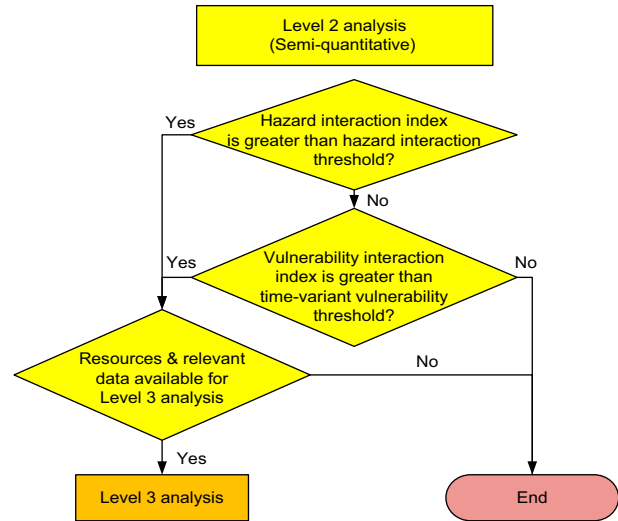 Level 2 analysis
(Semi-quantitative)
Yes
Hazard interaction index
is greater than hazard interaction
threshold?
No
Yes
Vulnerability interaction
index is greater than
time-variant vulnerability
threshold?
No
Resources & relevant
data available for
Level 3 analysis
No
Yes
Level 3 analysis
End